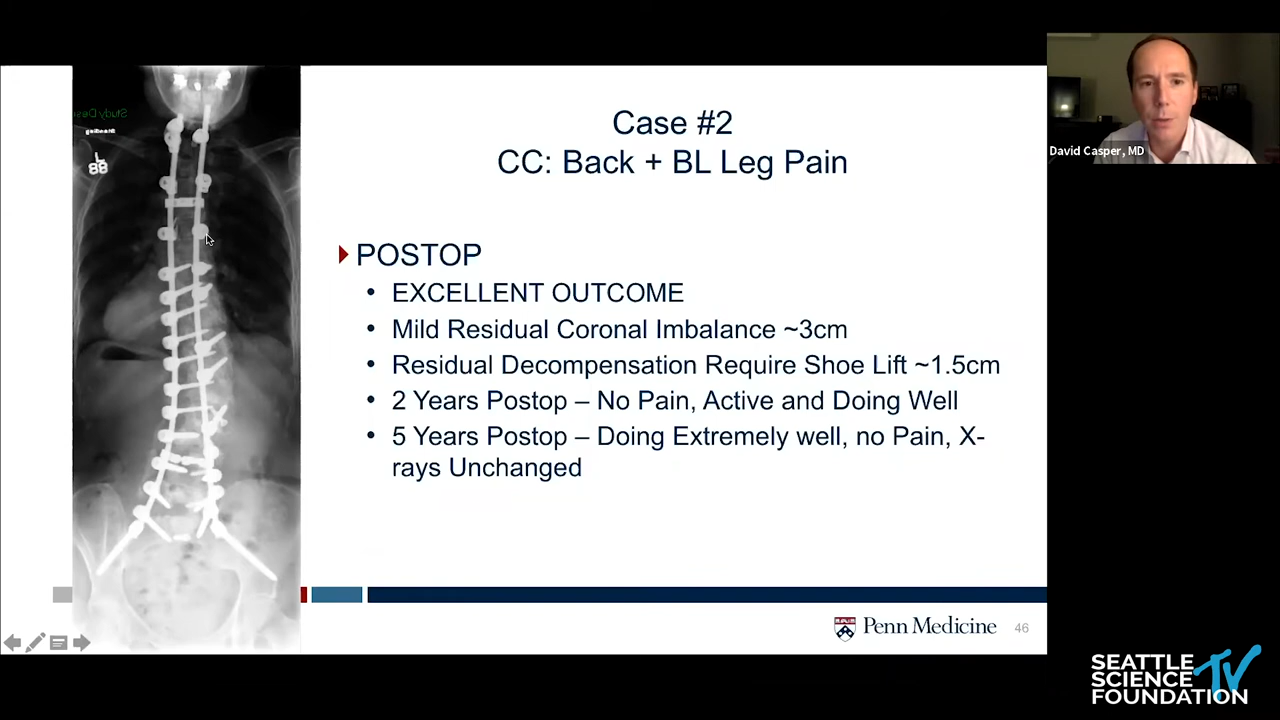 Case #2
CC: Back + BL Leg Pain
POSTOP
• EXCELLENT OUTCOME
• Mild Residual Coronal Imbalance ~3cm
• Residual Decompensation Require Shoe Lift ~1.5cm
• 2 Years Postop – No Pain, Active and Doing Well
• 5 Years Postop – Doing Extremely well, no Pain, X-
rays Unchanged
Penn Medicine
46
David Casper, MD
SEATTLE
SCIENCE
FOUNDATION
TV
L
88